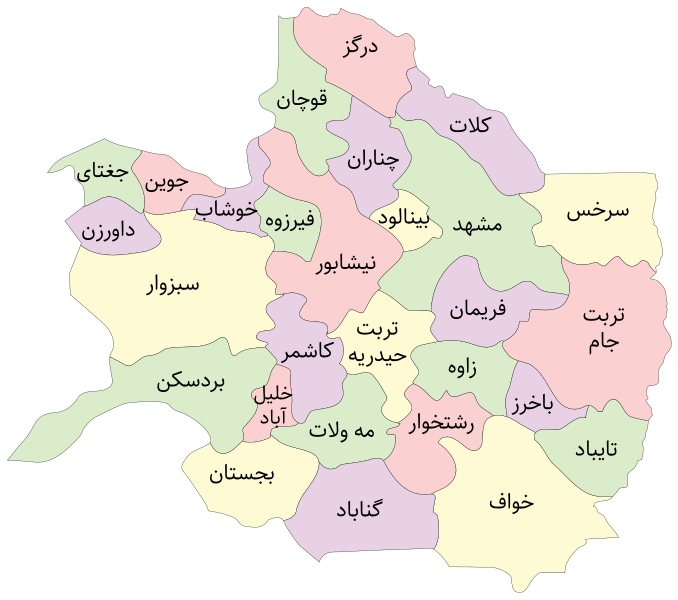 درگز
قوچان
کلات
چناران
جغتای
جوین
سرخس
خوشاب
فیرزوه
بینالود
مشهد
داورزن
نیشابور
سبزوار
فریمان
تربت
جام
تربت
حیدریه
کاشمر
زاوه
بردسکن
خلیل
آباد
باخرز
رشتخوار
مه ولات
تایباد
بجستان
خواف
گناباد